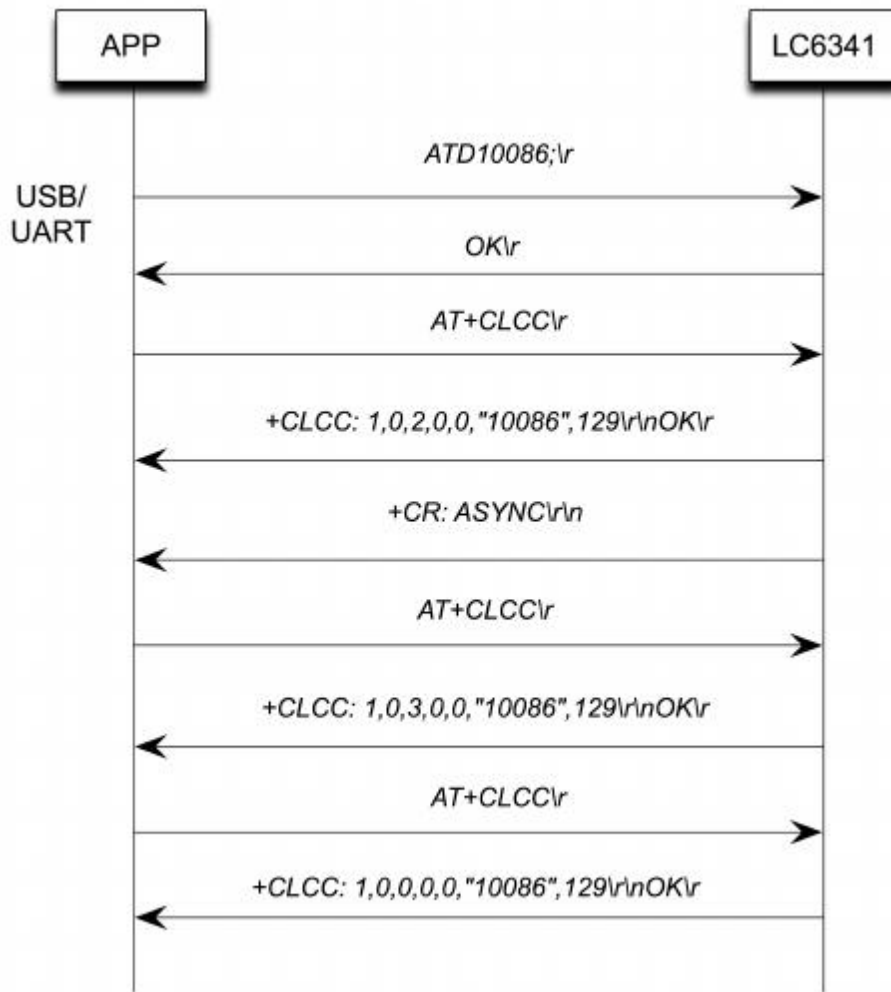 APP
LC6341
ATD10086;\r
USB/
UART
OK\r
AT+CLCC\r
+CLCC: 1,0,2,0,0,"10086",129\r\nOK\r
+CR: ASYNC\r\n
AT+CLCC\r
+CLCC: 1,0,3,0,0,"10086",129\r\nOK\r
AT+CLCC\r
+CLCC: 1,0,0,0,0,"10086",129\r\nOK\r